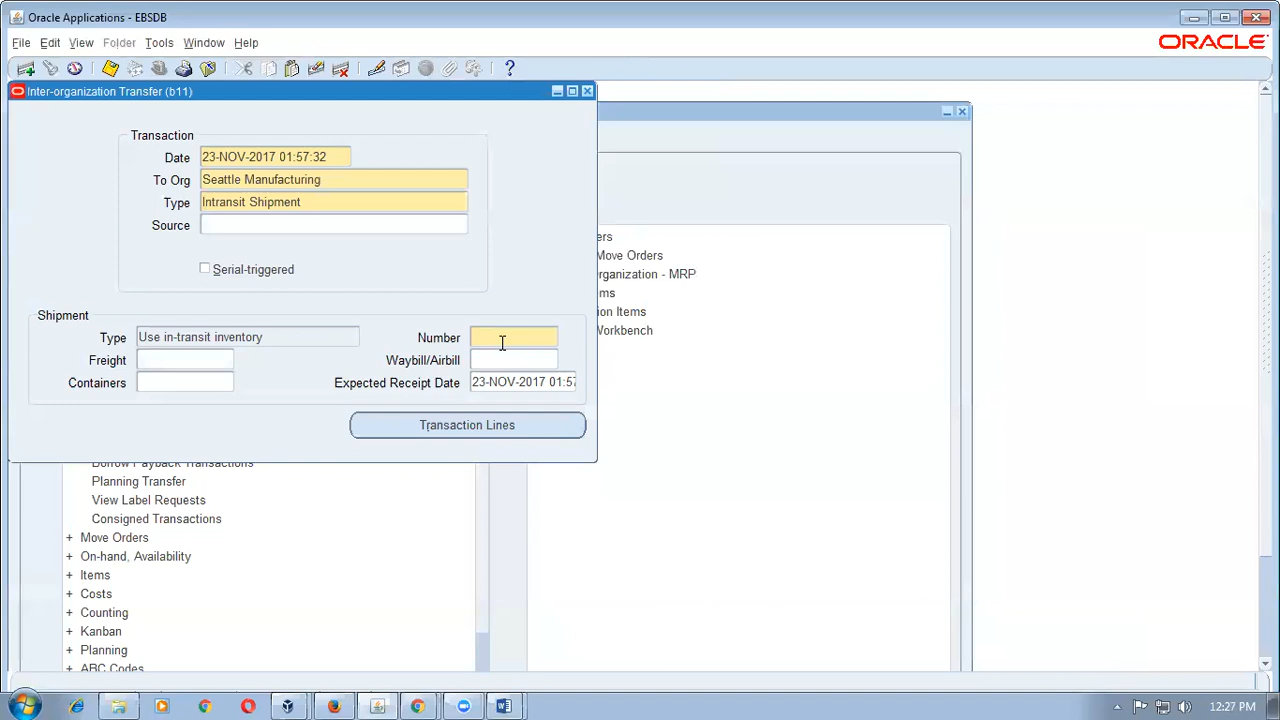 Oracle Applications - EBSDB
File Edit View Folder Tools Window Help
ORACLE
Inter-organization Transfer (b11)
Transaction
Date 23-NOV-2017 01:57:32
To Org Seattle Manufacturing
Type Intransit Shipment
Source
Serial-triggered
Shipment
Type Use in-transit inventory
Number
Freight
Waybill/Airbill
Containers
Expected Receipt Date 23-NOV-2017 01:57
Transaction Lines
ers
Move Orders
rganization - MRP
ms
ion Items
Workbench
Borrow Payback Transactions
Planning Transfer
View Label Requests
Consigned Transactions
+ Move Orders
+ On-hand, Availability
+ Items
+ Costs
+ Counting
+ Kanban
+ Planning
+ ABC Codes
12:27 PM